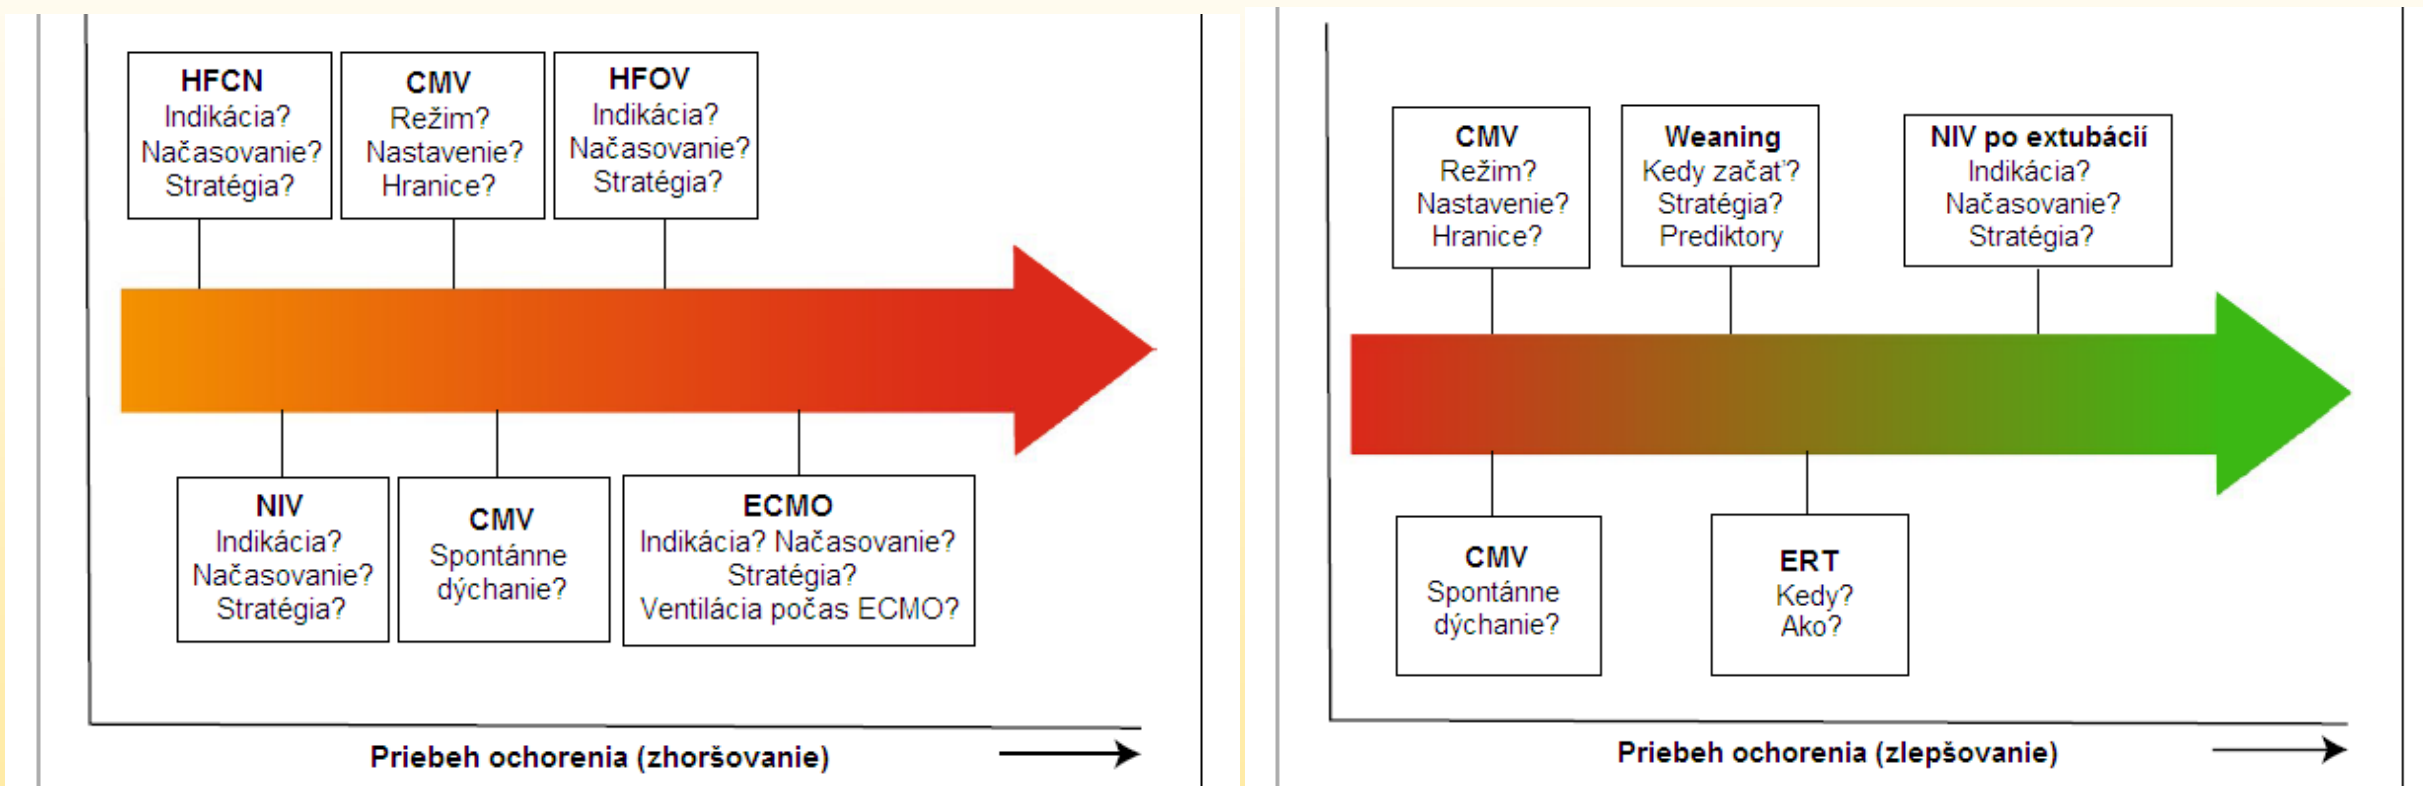 HFCN
Indikácia?
Načasovanie?
Stratégia?
CMV
Režim?
Nastavenie?
Hranice?
HFOV
Indikácia?
Načasovanie?
Stratégia?
NIV
Indikácia?
Načasovanie?
Stratégia?
CMV
Spontánne
dýchanie?
ECMO
Indikácia? Načasovanie?
Stratégia?
Ventilácia počas ECMO?
Priebeh ochorenia (zhoršovanie)
CMV
Režim?
Nastavenie?
Hranice?
Weaning
Kedy začať?
Stratégia?
Prediktory
NIV po extubácií
Indikácia?
Načasovanie?
Stratégia?
CMV
Spontánne
dýchanie?
ERT
Kedy?
Ako?
Priebeh ochorenia (zlepšovanie)